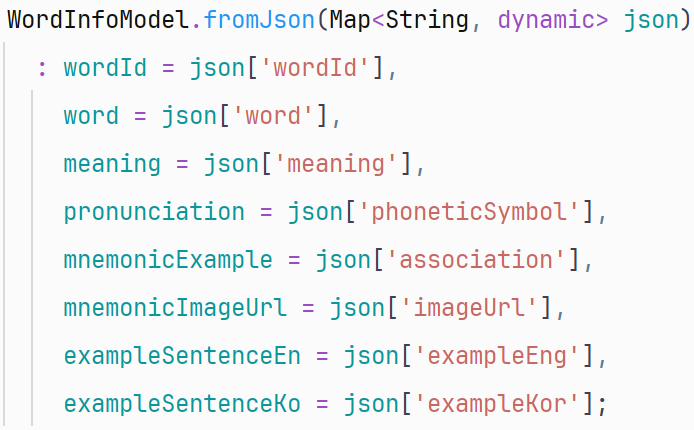 WordInfoModel.fromJson(Map<String, dynamic> json)
: wordId = json['wordId'],
word = json['word'],
meaning = json['meaning'],
pronunciation = json['phoneticSymbol'],
mnemonicExample = json['association'],
mnemonicImageUrl = json['imageUrl'],
exampleSentenceEn = json['exampleEng'],
exampleSentenceKo = json['exampleKor'];